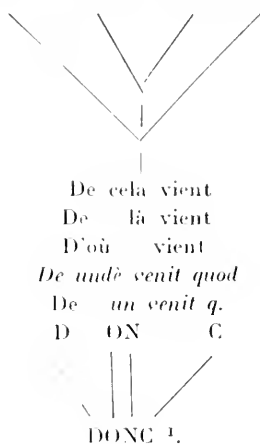 De cela vient
De là vient
D'où vient
De undè venit quod
De un venit q.
D ON C
DONC ¹.